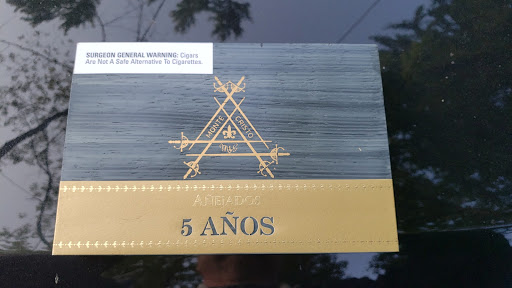 SURGEON GENERAL WARNING: Cigars
Are Not A Safe Alternative To Cigarettes.
MONTE CRISTO
AÑEJADOS
5 AÑOS